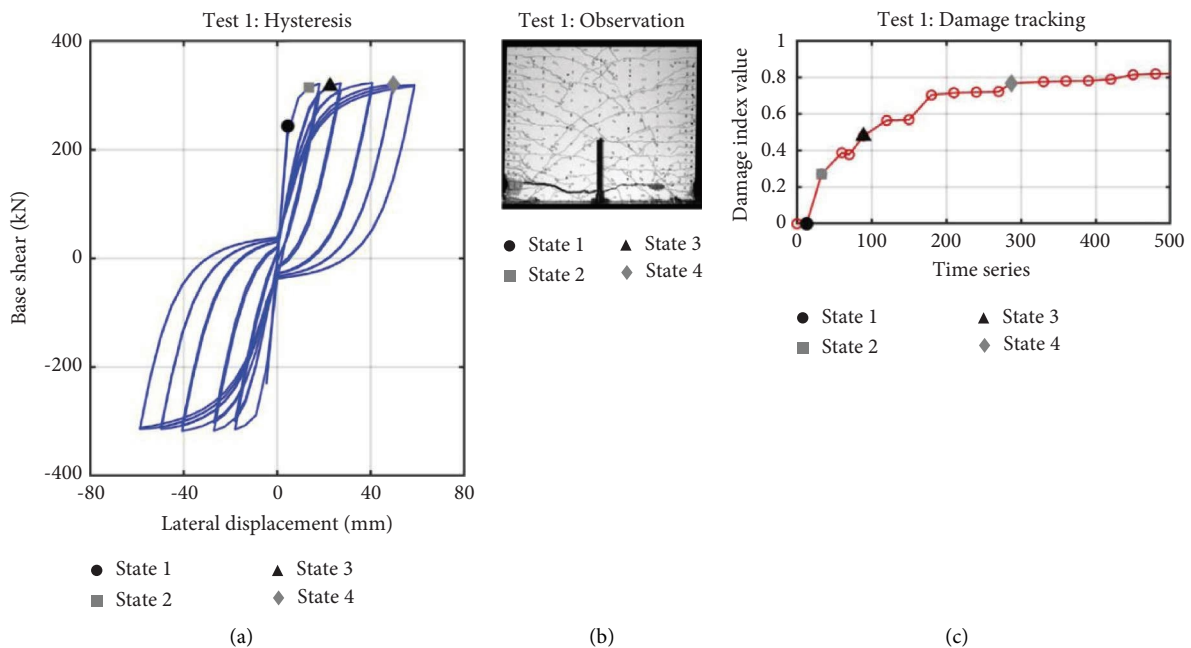 Test 1: Hysteresis
400
200
0
-200
-400
-80
-40
0
40
80
Base shear (kN)
Lateral displacement (mm)
State 1
State 3
State 2
State 4
(a)
Test 1: Observation
State 1
State 3
State 2
State 4
(b)
Test 1: Damage tracking
1
0.8
0.6
0.4
0.2
0
0
100
200
300
400
500
Damage index value
Time series
State 1
State 3
State 2
State 4
(c)